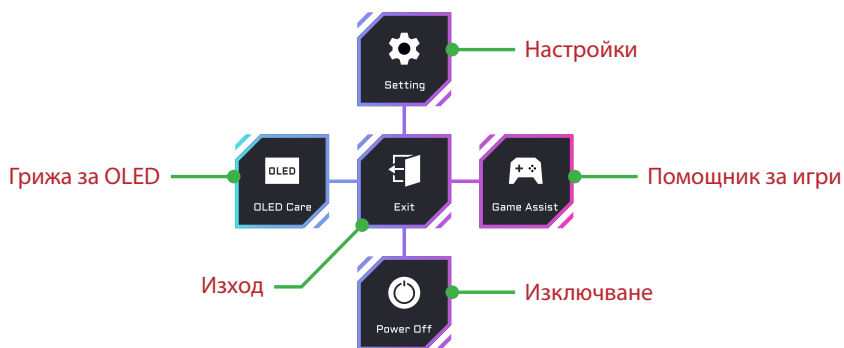 Настройки
Setting
Грижа за OLED
OLED
OLED Care
Exit
Game Assist
Помощник за игри
Изход
Power Off
Изключване